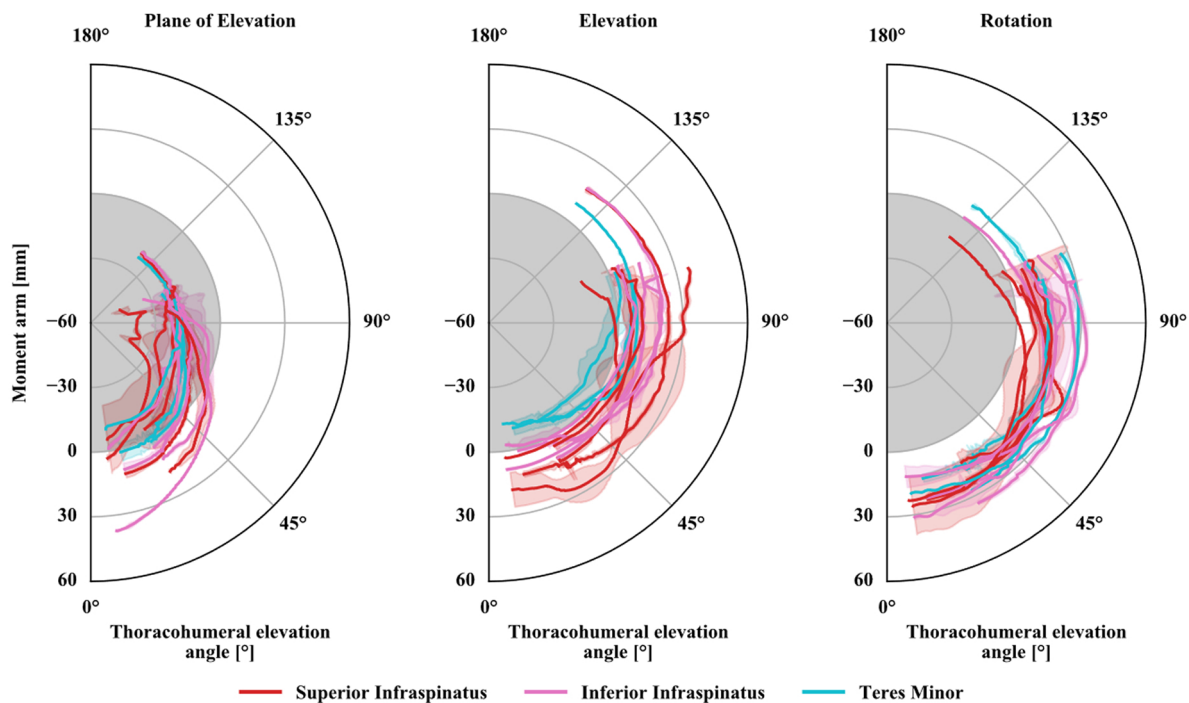 Plane of Elevation
Elevation
Rotation
180°
180°
180°
135°
135°
135°
Moment arm [mm]
−60
90°
−60
90°
−60
90°
−30
−30
−30
0
0
0
45°
45°
45°
30
30
30
60
60
60
0°
0°
0°
Thoracohumeral elevation
angle [°]
Thoracohumeral elevation
angle [°]
Thoracohumeral elevation
angle [°]
Superior Infraspinatus
Inferior Infraspinatus
Teres Minor